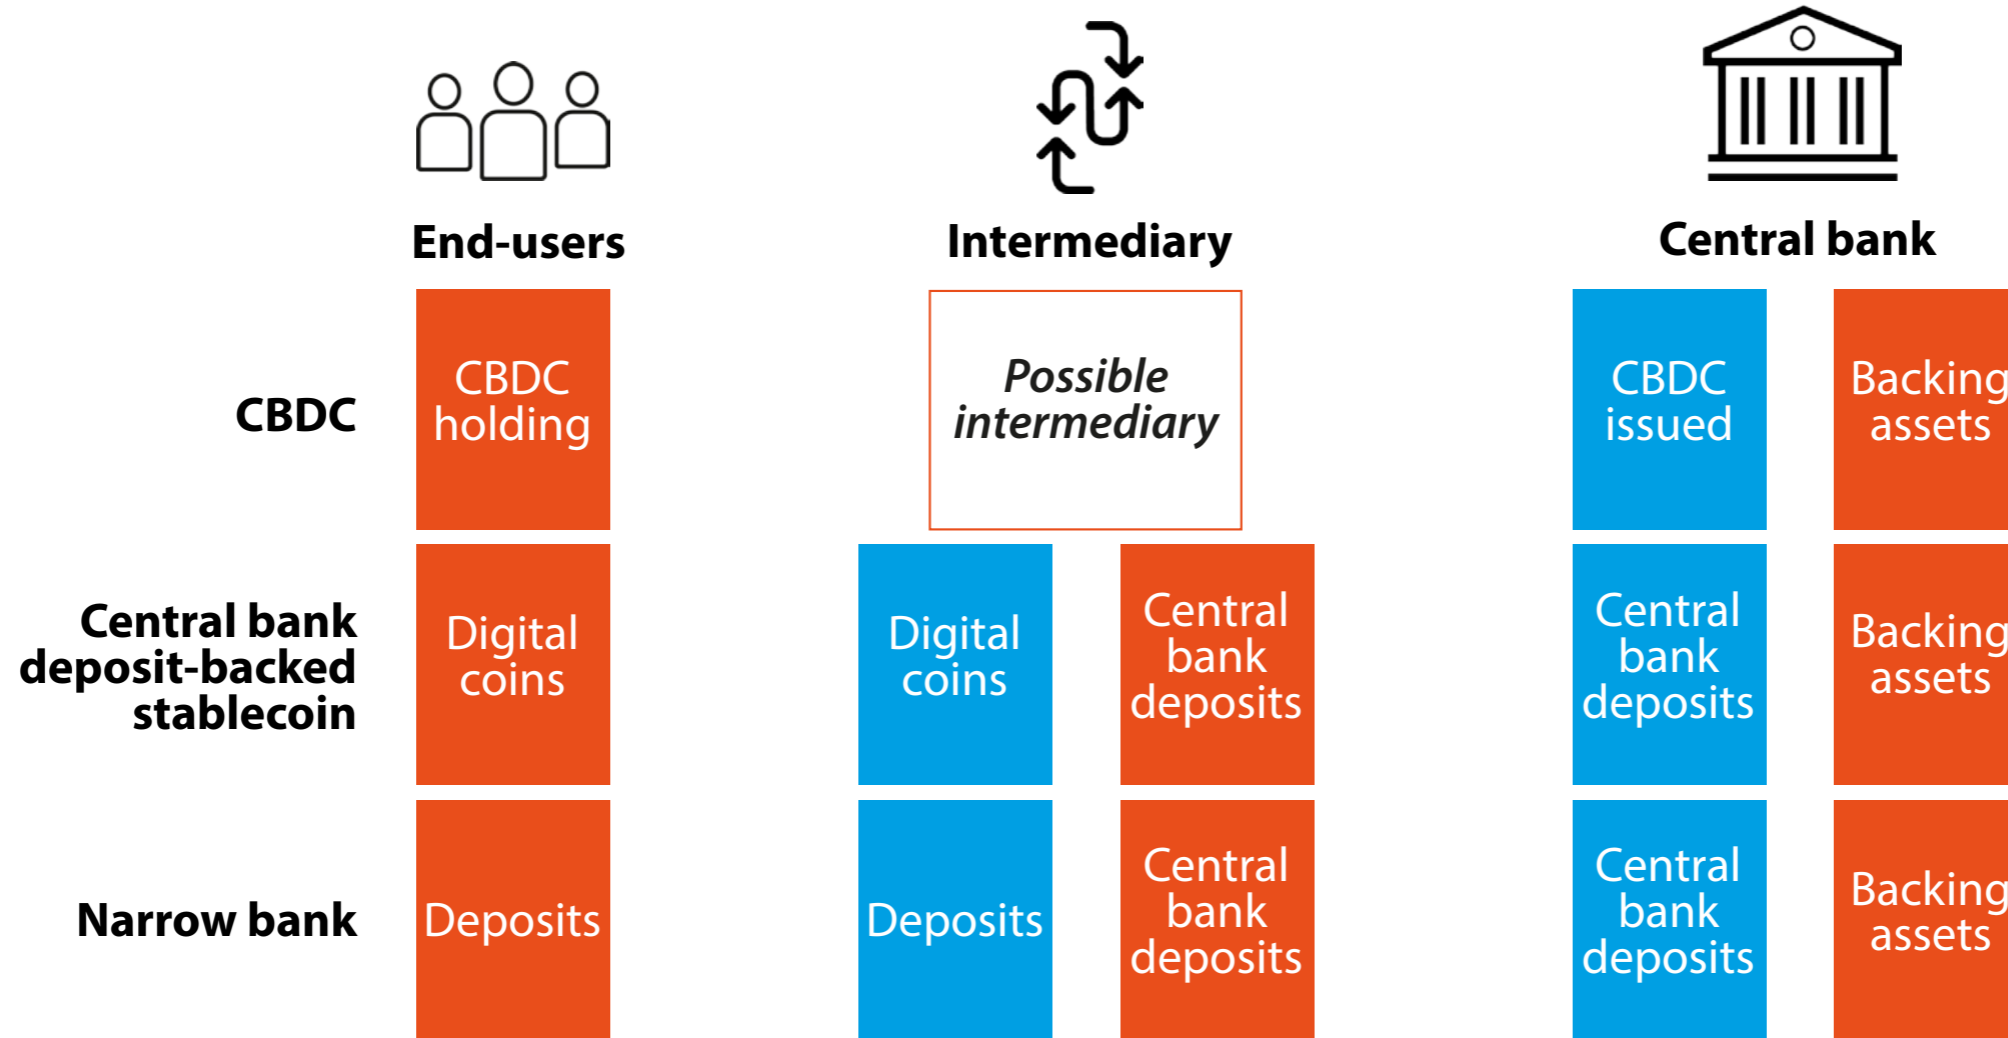 End-users
Intermediary
Central bank
CBDC
CBDC
holding
Possible
intermediary
CBDC
issued
Backing
assets
Central bank
deposit-backed
stablecoin
Digital
coins
Digital
coins
Central
bank
deposits
Central
bank
deposits
Backing
assets
Narrow bank
Deposits
Deposits
Central
bank
deposits
Central
bank
deposits
Backing
assets